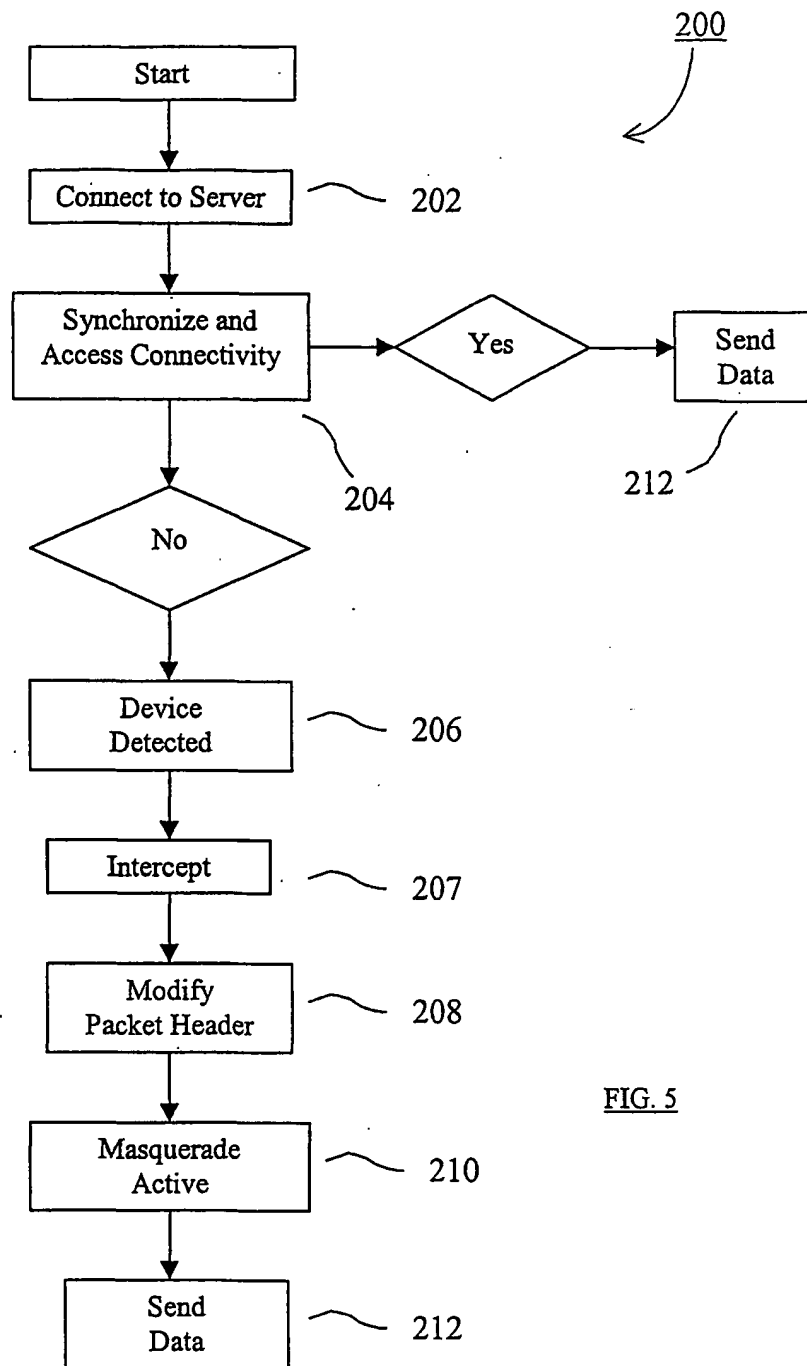 200
Start
Connect to Server
202
Synchronize and
Access Connectivity
204
Yes
Send
Data
212
No
Device
Detected
206
Intercept
207
Modify
Packet Header
208
FIG. 5
Masquerade
Active
210
Send
Data
212